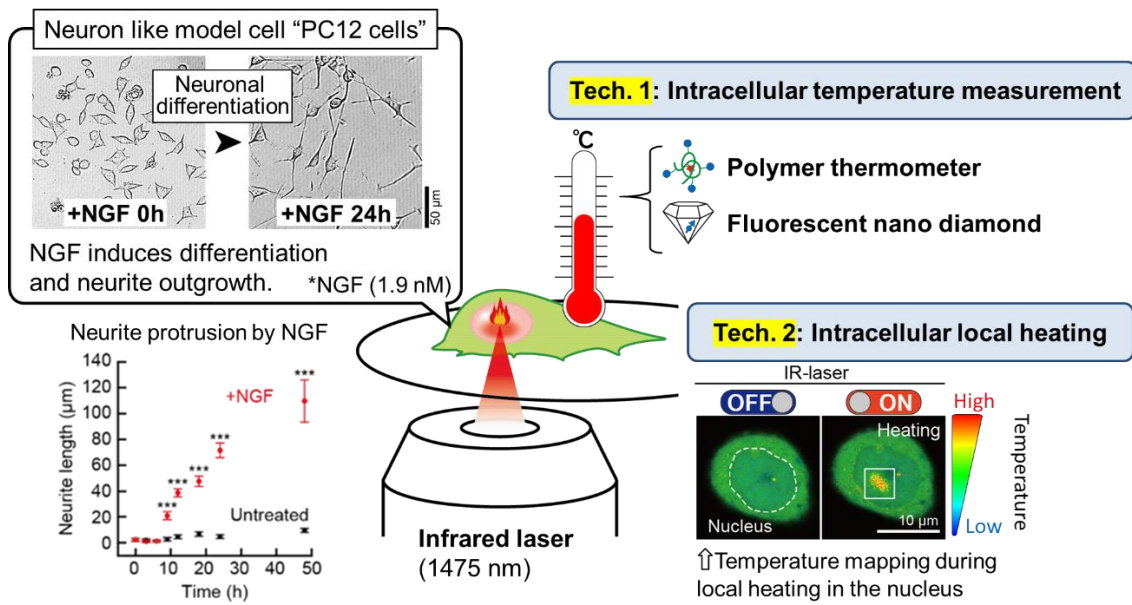 Neuron like model cell “PC12 cells”
Neuronal
differentiation
+NGF 0h
+NGF 24h
50 µm
NGF induces differentiation
and neurite outgrowth.
*NGF (1.9 nM)
Neurite protrusion by NGF
Neurite length (µm)
140
120
100
80
60
40
20
0
+NGF
***
***
***
***
***
Untreated
0 10 20 30 40 50
Time (h)
°C
Tech. 1: Intracellular temperature measurement
Polymer thermometer
Fluorescent nano diamond
Infrared laser
(1475 nm)
Tech. 2: Intracellular local heating
IR-laser
OFF
ON
Nucleus
Heating
10 µm
High
Low
Temperature
⇧Temperature mapping during
local heating in the nucleus